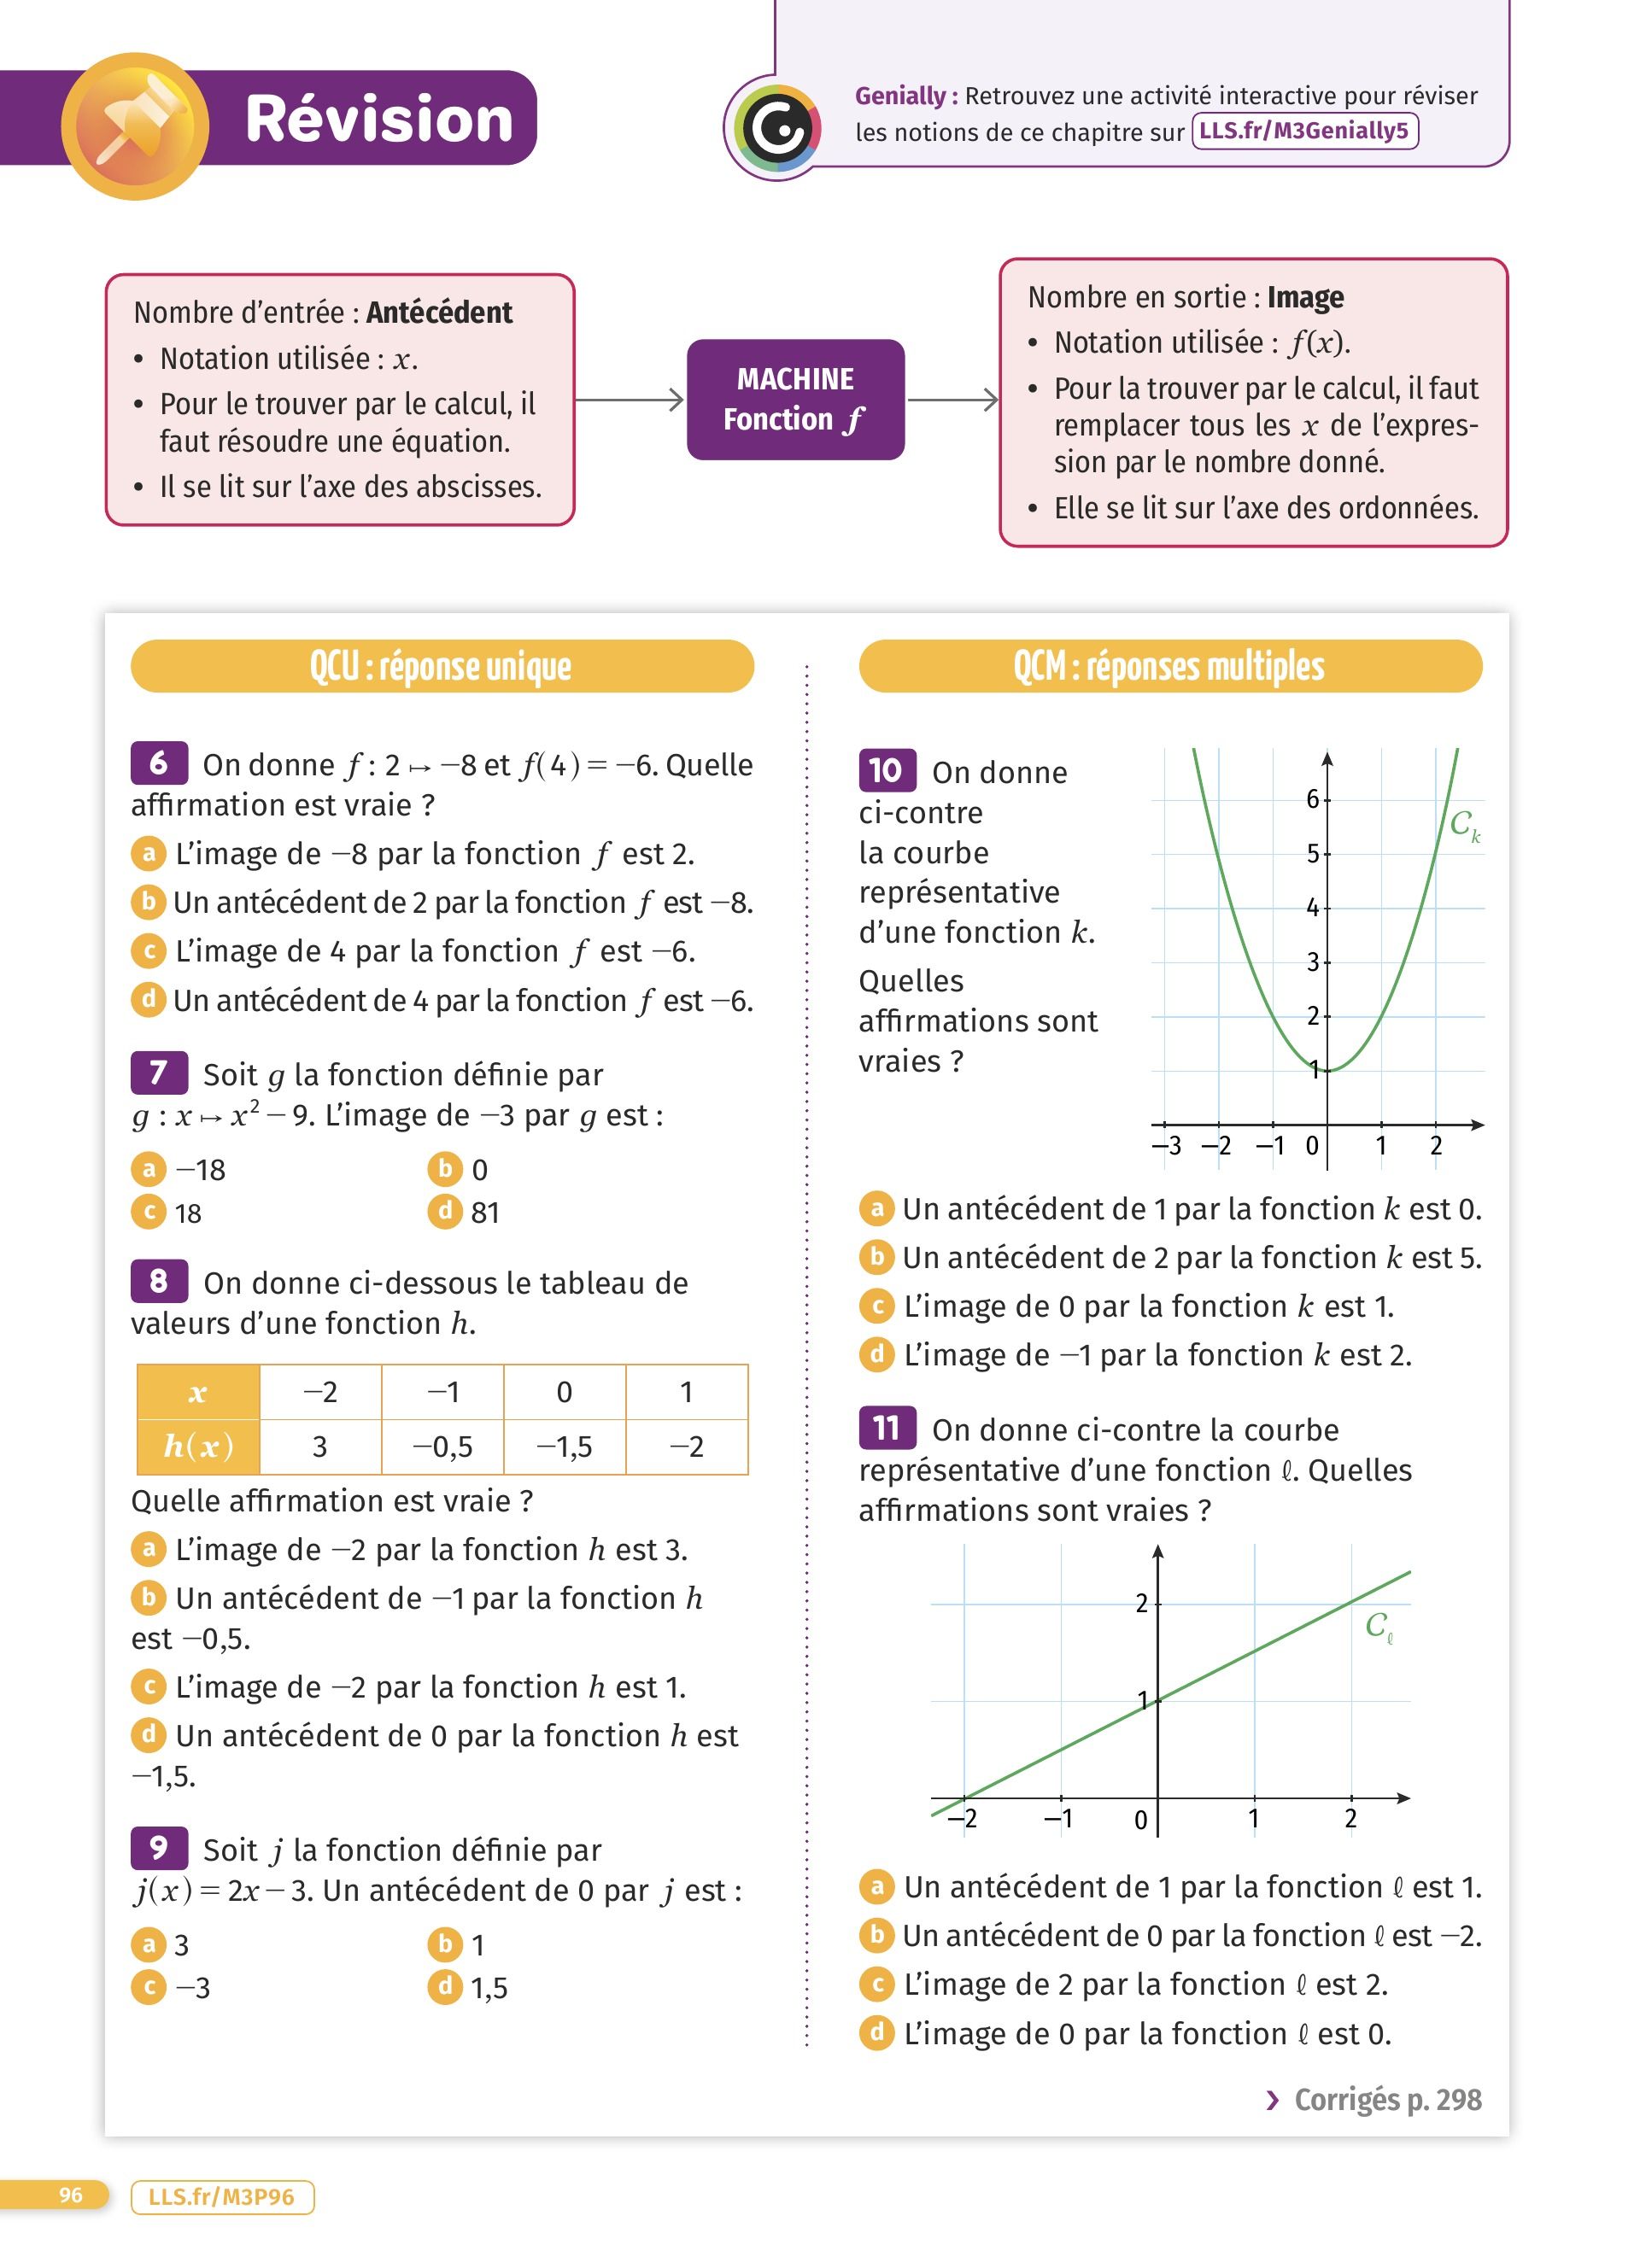 Révision
Genially : Retrouvez une activité interactive pour réviser
les notions de ce chapitre sur LLS.fr/M3Genially5
Nombre d’entrée : Antécédent
• Notation utilisée : x.
• Pour le trouver par le calcul, il
faut résoudre une équation.
• Il se lit sur l’axe des abscisses.
MACHINE
Fonction f
Nombre en sortie : Image
• Notation utilisée : f(x).
• Pour la trouver par le calcul, il faut
remplacer tous les x de l’expres-
sion par le nombre donné.
• Elle se lit sur l’axe des ordonnées.
QCU : réponse unique
6 On donne f : 2 ↦ −8 et f(4) = −6. Quelle
affirmation est vraie ?
a L’image de −8 par la fonction f est 2.
b Un antécédent de 2 par la fonction f est −8.
c L’image de 4 par la fonction f est −6.
d Un antécédent de 4 par la fonction f est −6.
7 Soit g la fonction définie par
g : x ↦ x² − 9. L’image de −3 par g est :
a −18 b 0
c 18 d 81
8 On donne ci-dessous le tableau de
valeurs d’une fonction h.
x −2 −1 0 1
h(x) 3 −0,5 −1,5 −2
Quelle affirmation est vraie ?
a L’image de −2 par la fonction h est 3.
b Un antécédent de −1 par la fonction h
est −0,5.
c L’image de −2 par la fonction h est 1.
d Un antécédent de 0 par la fonction h est
−1,5.
9 Soit j la fonction définie par
j(x) = 2x − 3. Un antécédent de 0 par j est :
a 3 b 1
c −3 d 1,5
QCM : réponses multiples
10 On donne
ci-contre
la courbe
représentative
d’une fonction k.
Quelles
affirmations sont
vraies ?
6
C_k
5
4
3
2
1
−3 −2 −1 0 1 2
a Un antécédent de 1 par la fonction k est 0.
b Un antécédent de 2 par la fonction k est 5.
c L’image de 0 par la fonction k est 1.
d L’image de −1 par la fonction k est 2.
11 On donne ci-contre la courbe
représentative d’une fonction ℓ. Quelles
affirmations sont vraies ?
2
C_ℓ
1
−2 −1 0 1 2
a Un antécédent de 1 par la fonction ℓ est 1.
b Un antécédent de 0 par la fonction ℓ est −2.
c L’image de 2 par la fonction ℓ est 2.
d L’image de 0 par la fonction ℓ est 0.
› Corrigés p. 298
96 LLS.fr/M3P96